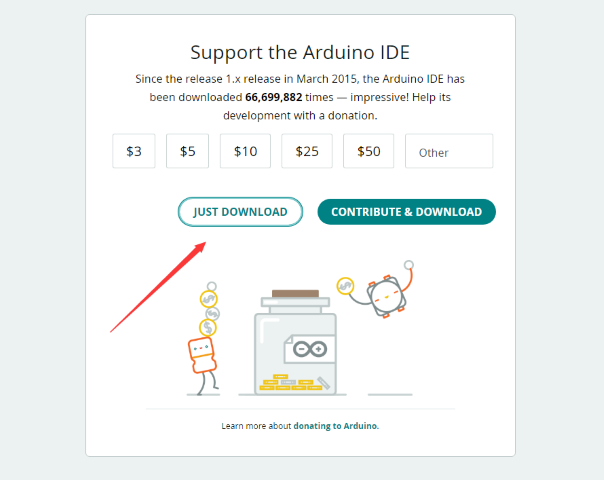 Support the Arduino IDE
Since the release 1.x release in March 2015, the Arduino IDE has
been downloaded 66,699,882 times — impressive! Help its
development with a donation.
$3 $5 $10 $25 $50 Other
JUST DOWNLOAD CONTRIBUTE & DOWNLOAD
Learn more about donating to Arduino.